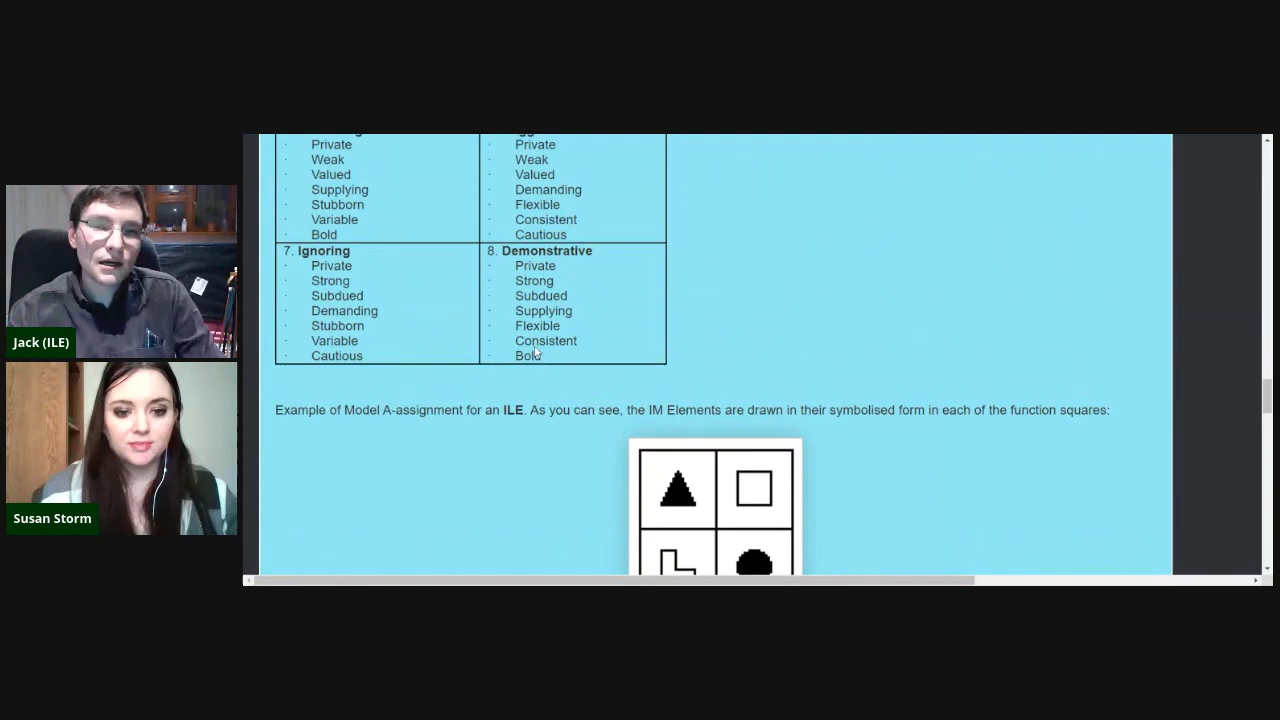 · Private
· Weak
· Valued
· Supplying
· Stubborn
· Variable
· Bold
· Private
· Weak
· Valued
· Demanding
· Flexible
· Consistent
· Cautious
7. Ignoring
· Private
· Strong
· Subdued
· Demanding
· Stubborn
· Variable
· Cautious
8. Demonstrative
· Private
· Strong
· Subdued
· Supplying
· Flexible
· Consistent
· Bold
Example of Model A-assignment for an ILE. As you can see, the IM Elements are drawn in their symbolised form in each of the function squares:
Jack (ILE)
Susan Storm